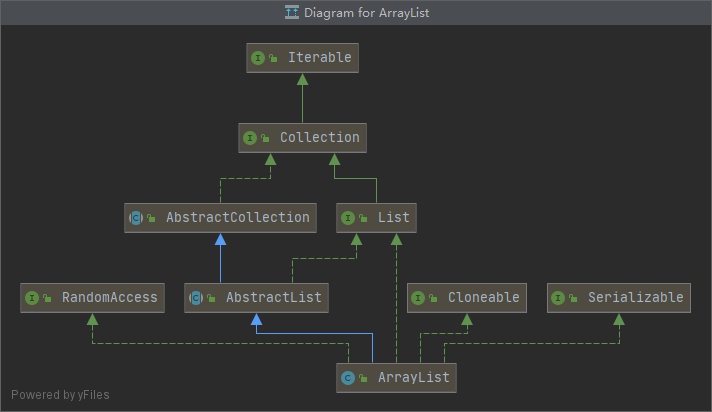 Diagram for ArrayList
I Iterable
I Collection
C AbstractCollection
I List
I RandomAccess
C AbstractList
I Cloneable
I Serializable
C ArrayList
Powered by yFiles